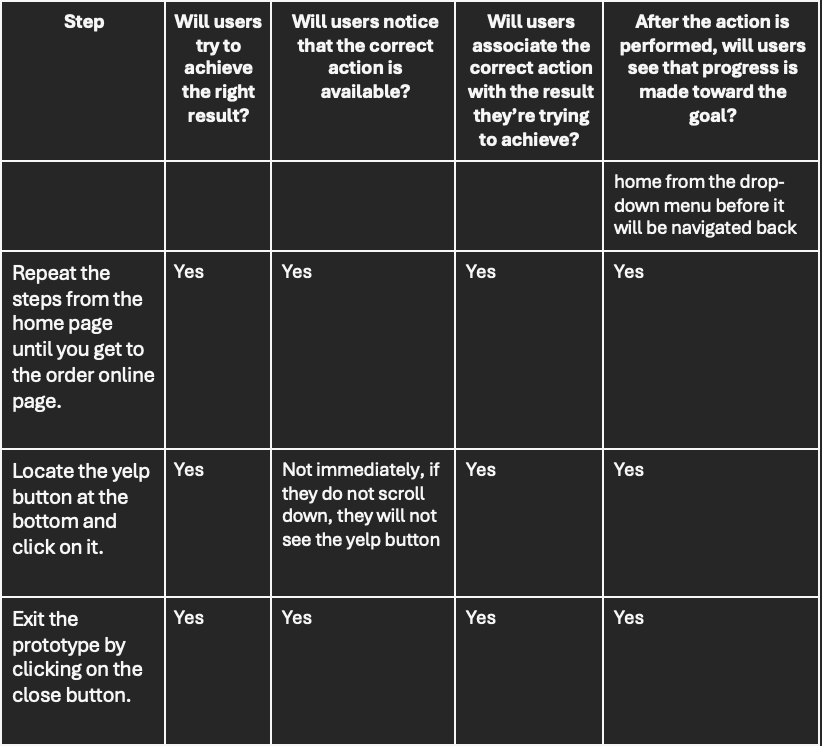 Step
Will users
try to
achieve
the right
result?
Will users notice
that the correct
action is
available?
Will users
associate the
correct action
with the result
they’re trying
to achieve?
After the action is
performed, will users
see that progress is
made toward the
goal?
home from the drop-
down menu before it
will be navigated back
Repeat the
steps from the
home page
until you get to
the order online
page.
Yes
Yes
Yes
Yes
Locate the yelp
button at the
bottom and
click on it.
Yes
Not immediately, if
they do not scroll
down, they will not
see the yelp button
Yes
Yes
Exit the
prototype by
clicking on the
close button.
Yes
Yes
Yes
Yes